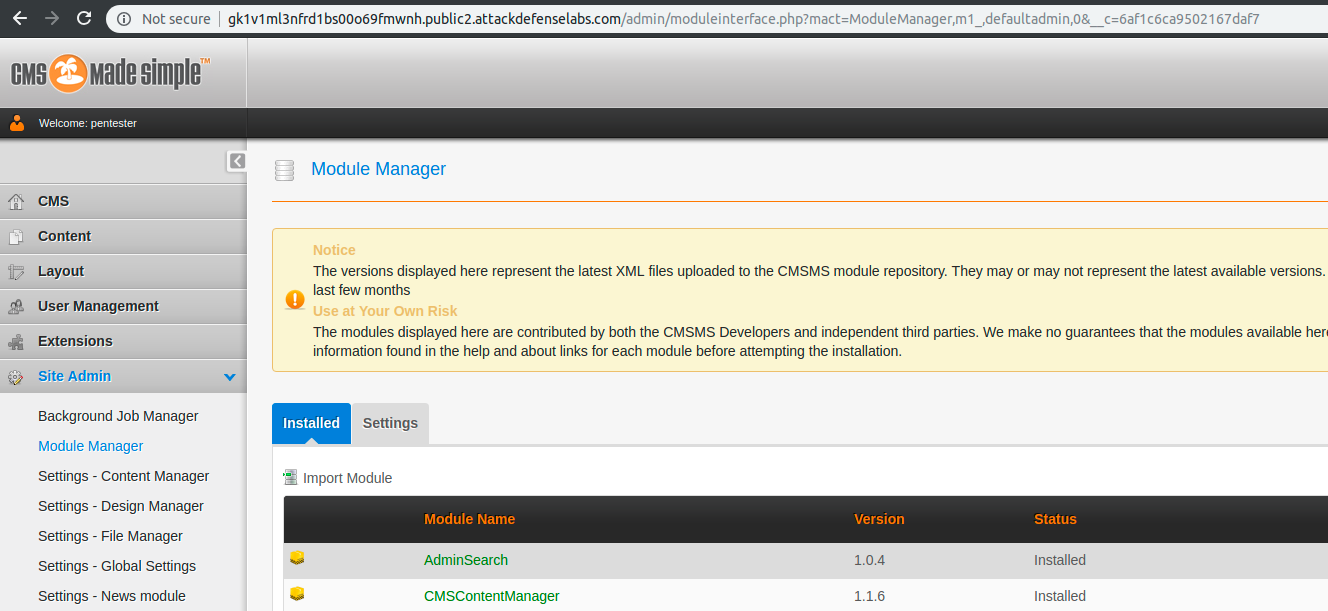 Not secure
gk1v1ml3nfrd1bs00o69fmwnh.public2.attackdefenselabs.com/admin/moduleinterface.php?mact=ModuleManager,m1_,defaultadmin,0&__c=6af1c6ca9502167daf7
CMS Made Simple™
Welcome: pentester
CMS
Content
Layout
User Management
Extensions
Site Admin
Background Job Manager
Module Manager
Settings - Content Manager
Settings - Design Manager
Settings - File Manager
Settings - Global Settings
Settings - News module
Module Manager
Notice
The versions displayed here represent the latest XML files uploaded to the CMSMS module repository. They may or may not represent the latest available versions.
last few months
Use at Your Own Risk
The modules displayed here are contributed by both the CMSMS Developers and independent third parties. We make no guarantees that the modules available here
information found in the help and about links for each module before attempting the installation.
Installed Settings
Import Module
Module Name Version Status
AdminSearch 1.0.4 Installed
CMSContentManager 1.1.6 Installed